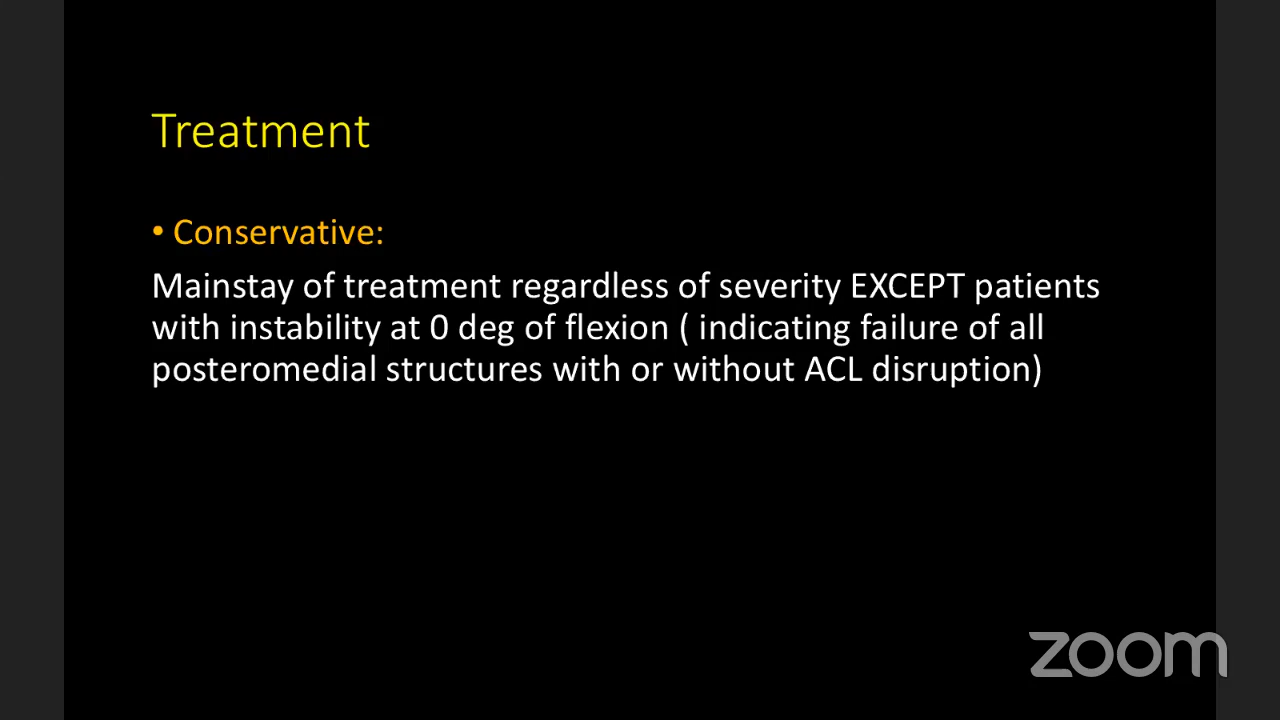 Treatment
• Conservative:
Mainstay of treatment regardless of severity EXCEPT patients
with instability at 0 deg of flexion ( indicating failure of all
posteromedial structures with or without ACL disruption)
zoom